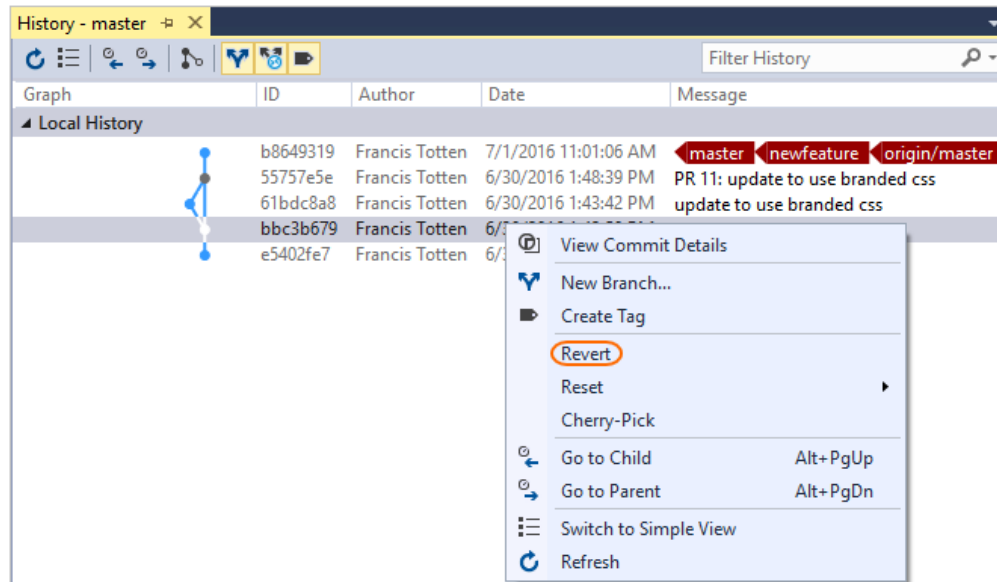 History - master
Filter History
Graph ID Author Date Message
Local History
b8649319 Francis Totten 7/1/2016 11:01:06 AM master newfeature origin/master
55757e5e Francis Totten 6/30/2016 1:48:39 PM PR 11: update to use branded css
61bdc8a8 Francis Totten 6/30/2016 1:43:42 PM update to use branded css
bbc3b679 Francis Totten
e5402fe7 Francis Totten 6/
View Commit Details
New Branch...
Create Tag
Revert
Reset
Cherry-Pick
Go to Child Alt+PgUp
Go to Parent Alt+PgDn
Switch to Simple View
Refresh